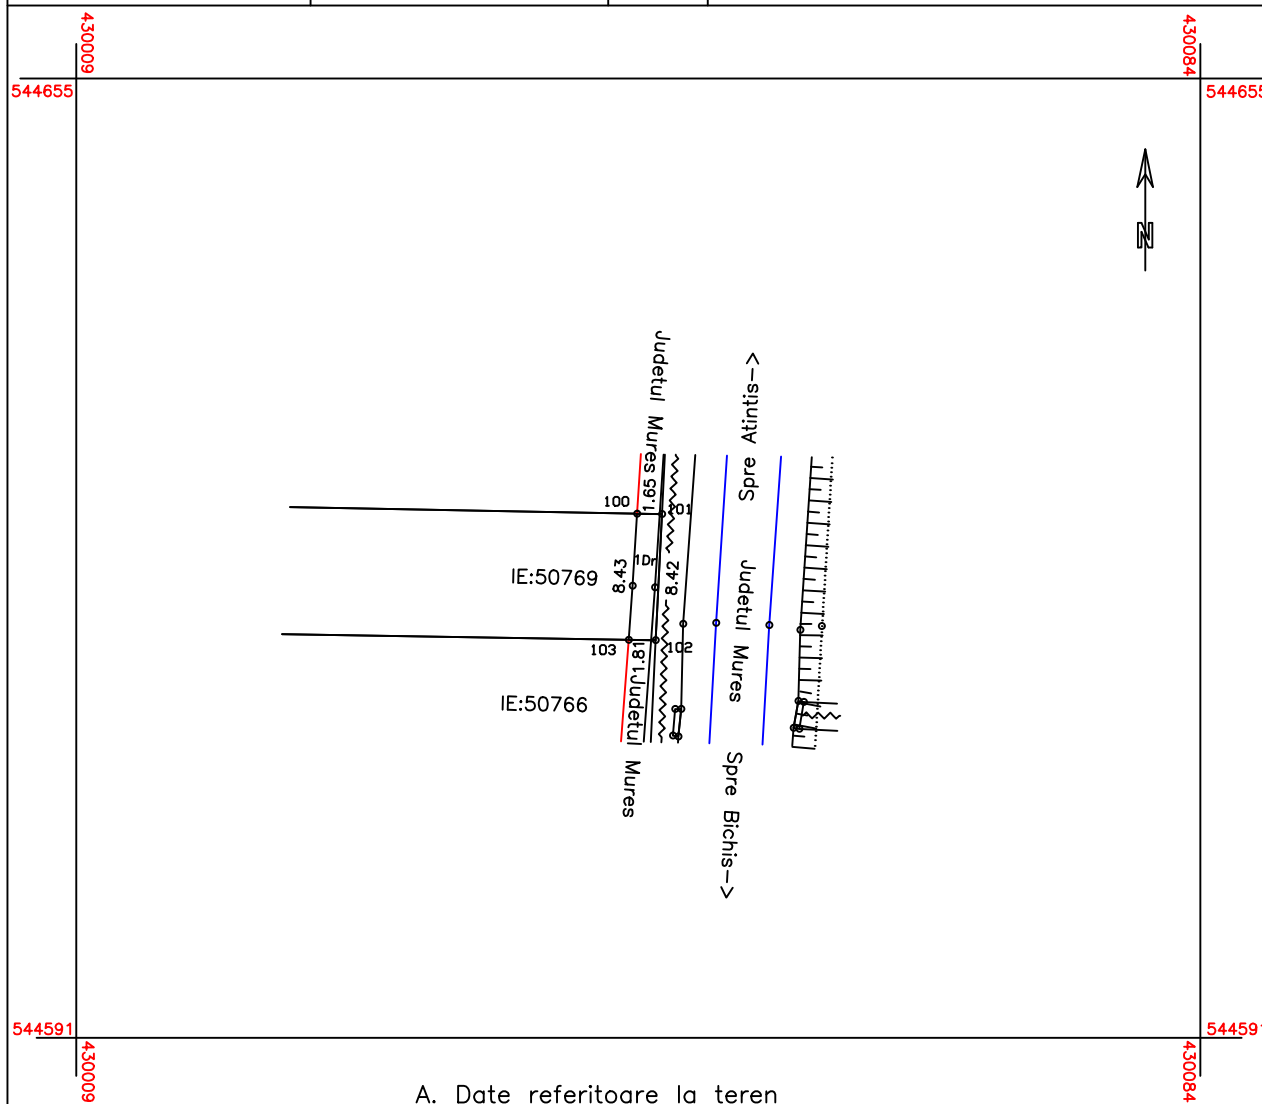 430009
430084
544655
544655
N
Judetul Mures
Spre Atintis-->
1.65
100
101
1Dr
8.43
8.42
IE:50769
Judetul Mures
103
102
1.81
IE:50766
Judetul Mures
Spre Bichis-->
544591
544591
430009
430084
A. Date referitoare la teren